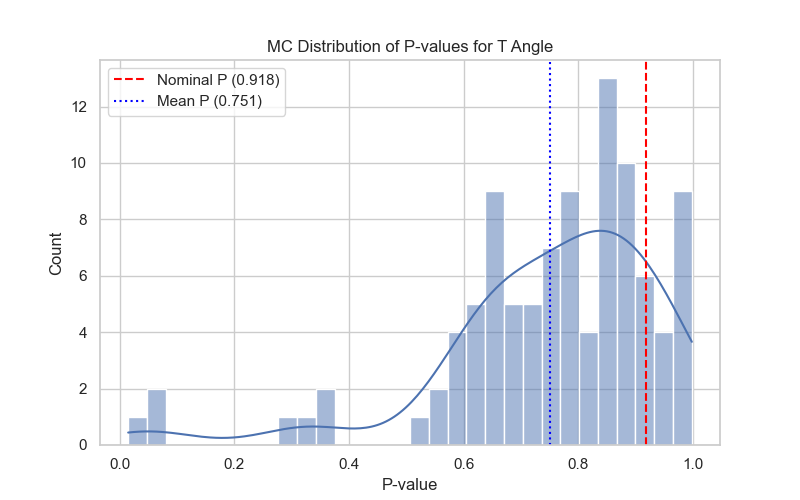 MC Distribution of P-values for T Angle
Nominal P (0.918)
Mean P (0.751)
Count
12
10
8
6
4
2
0
0.0 0.2 0.4 0.6 0.8 1.0
P-value